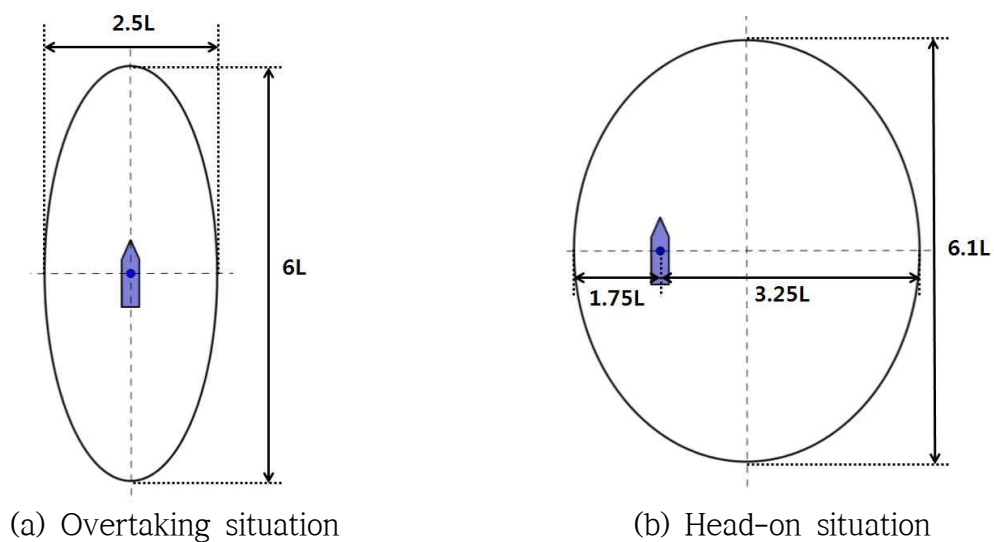 2.5L
6L
6.1L
1.75L
3.25L
(a) Overtaking situation
(b) Head-on situation